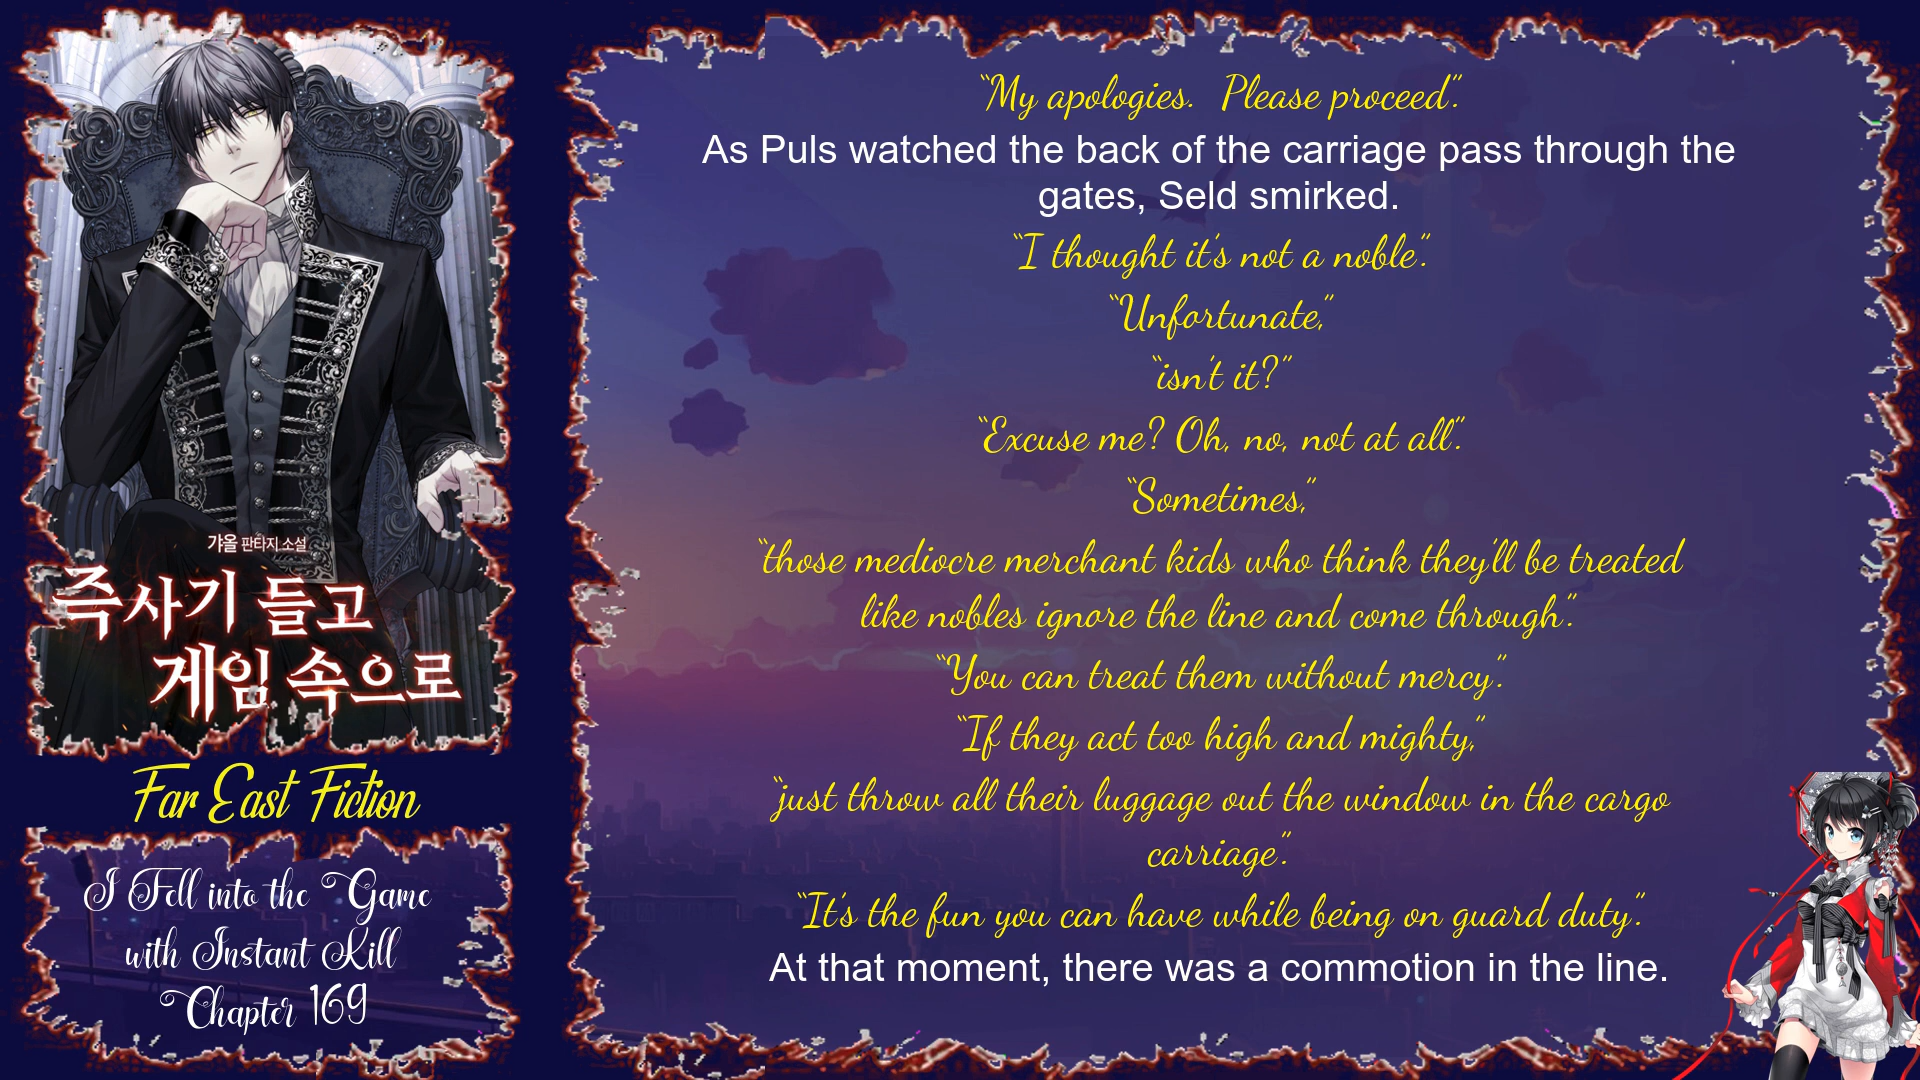 갸올 판타지 소설
즉사기 들고
게임 속으로
Far East Fiction
I Fell into the Game
with Instant Kill
Chapter 169
“My apologies.  Please proceed”.
As Puls watched the back of the carriage pass through the
gates, Seld smirked.
“I thought it’s not a noble”.
“Unfortunate,”
“isn’t it?”
“Excuse me? Oh, no, not at all”.
“Sometimes,”
“those mediocre merchant kids who think they’ll be treated
like nobles ignore the line and come through”.
“You can treat them without mercy”.
“If they act too high and mighty,”
“just throw all their luggage out the window in the cargo
carriage”.
“It’s the fun you can have while being on guard duty”.
At that moment, there was a commotion in the line.